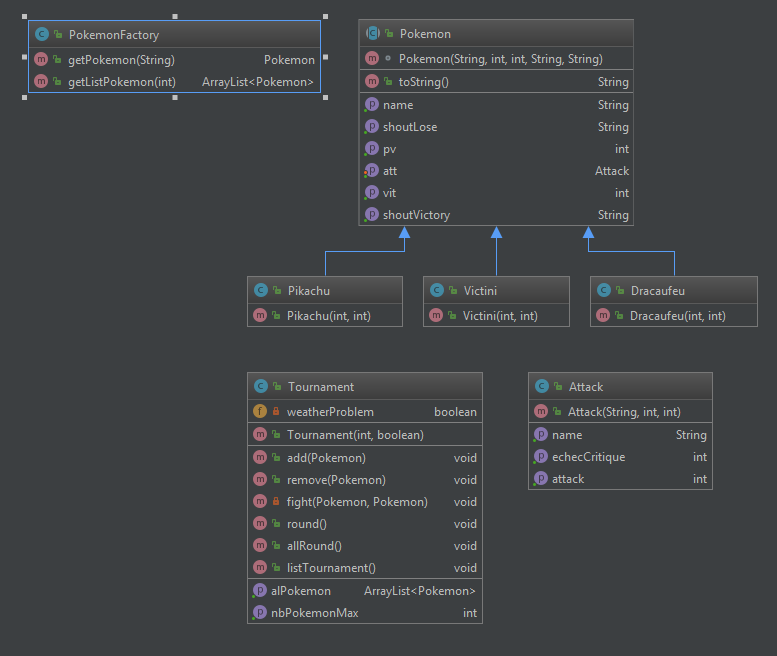 PokemonFactory
getPokemon(String) Pokemon
getListPokemon(int) ArrayList<Pokemon>
Pokemon
Pokemon(String, int, int, String, String)
toString() String
name String
shoutLose String
pv int
att Attack
vit int
shoutVictory String
Pikachu
Pikachu(int, int)
Victini
Victini(int, int)
Dracaufeu
Dracaufeu(int, int)
Tournament
weatherProblem boolean
Tournament(int, boolean)
add(Pokemon) void
remove(Pokemon) void
fight(Pokemon, Pokemon) void
round() void
allRound() void
listTournament() void
alPokemon ArrayList<Pokemon>
nbPokemonMax int
Attack
Attack(String, int, int)
name String
echecCritique int
attack int